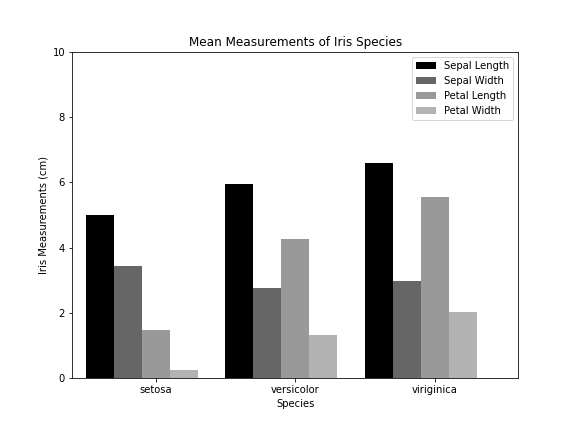 Mean Measurements of Iris Species
10
8
6
4
2
0
Iris Measurements (cm)
Sepal Length
Sepal Width
Petal Length
Petal Width
setosa
versicolor
viriginica
Species